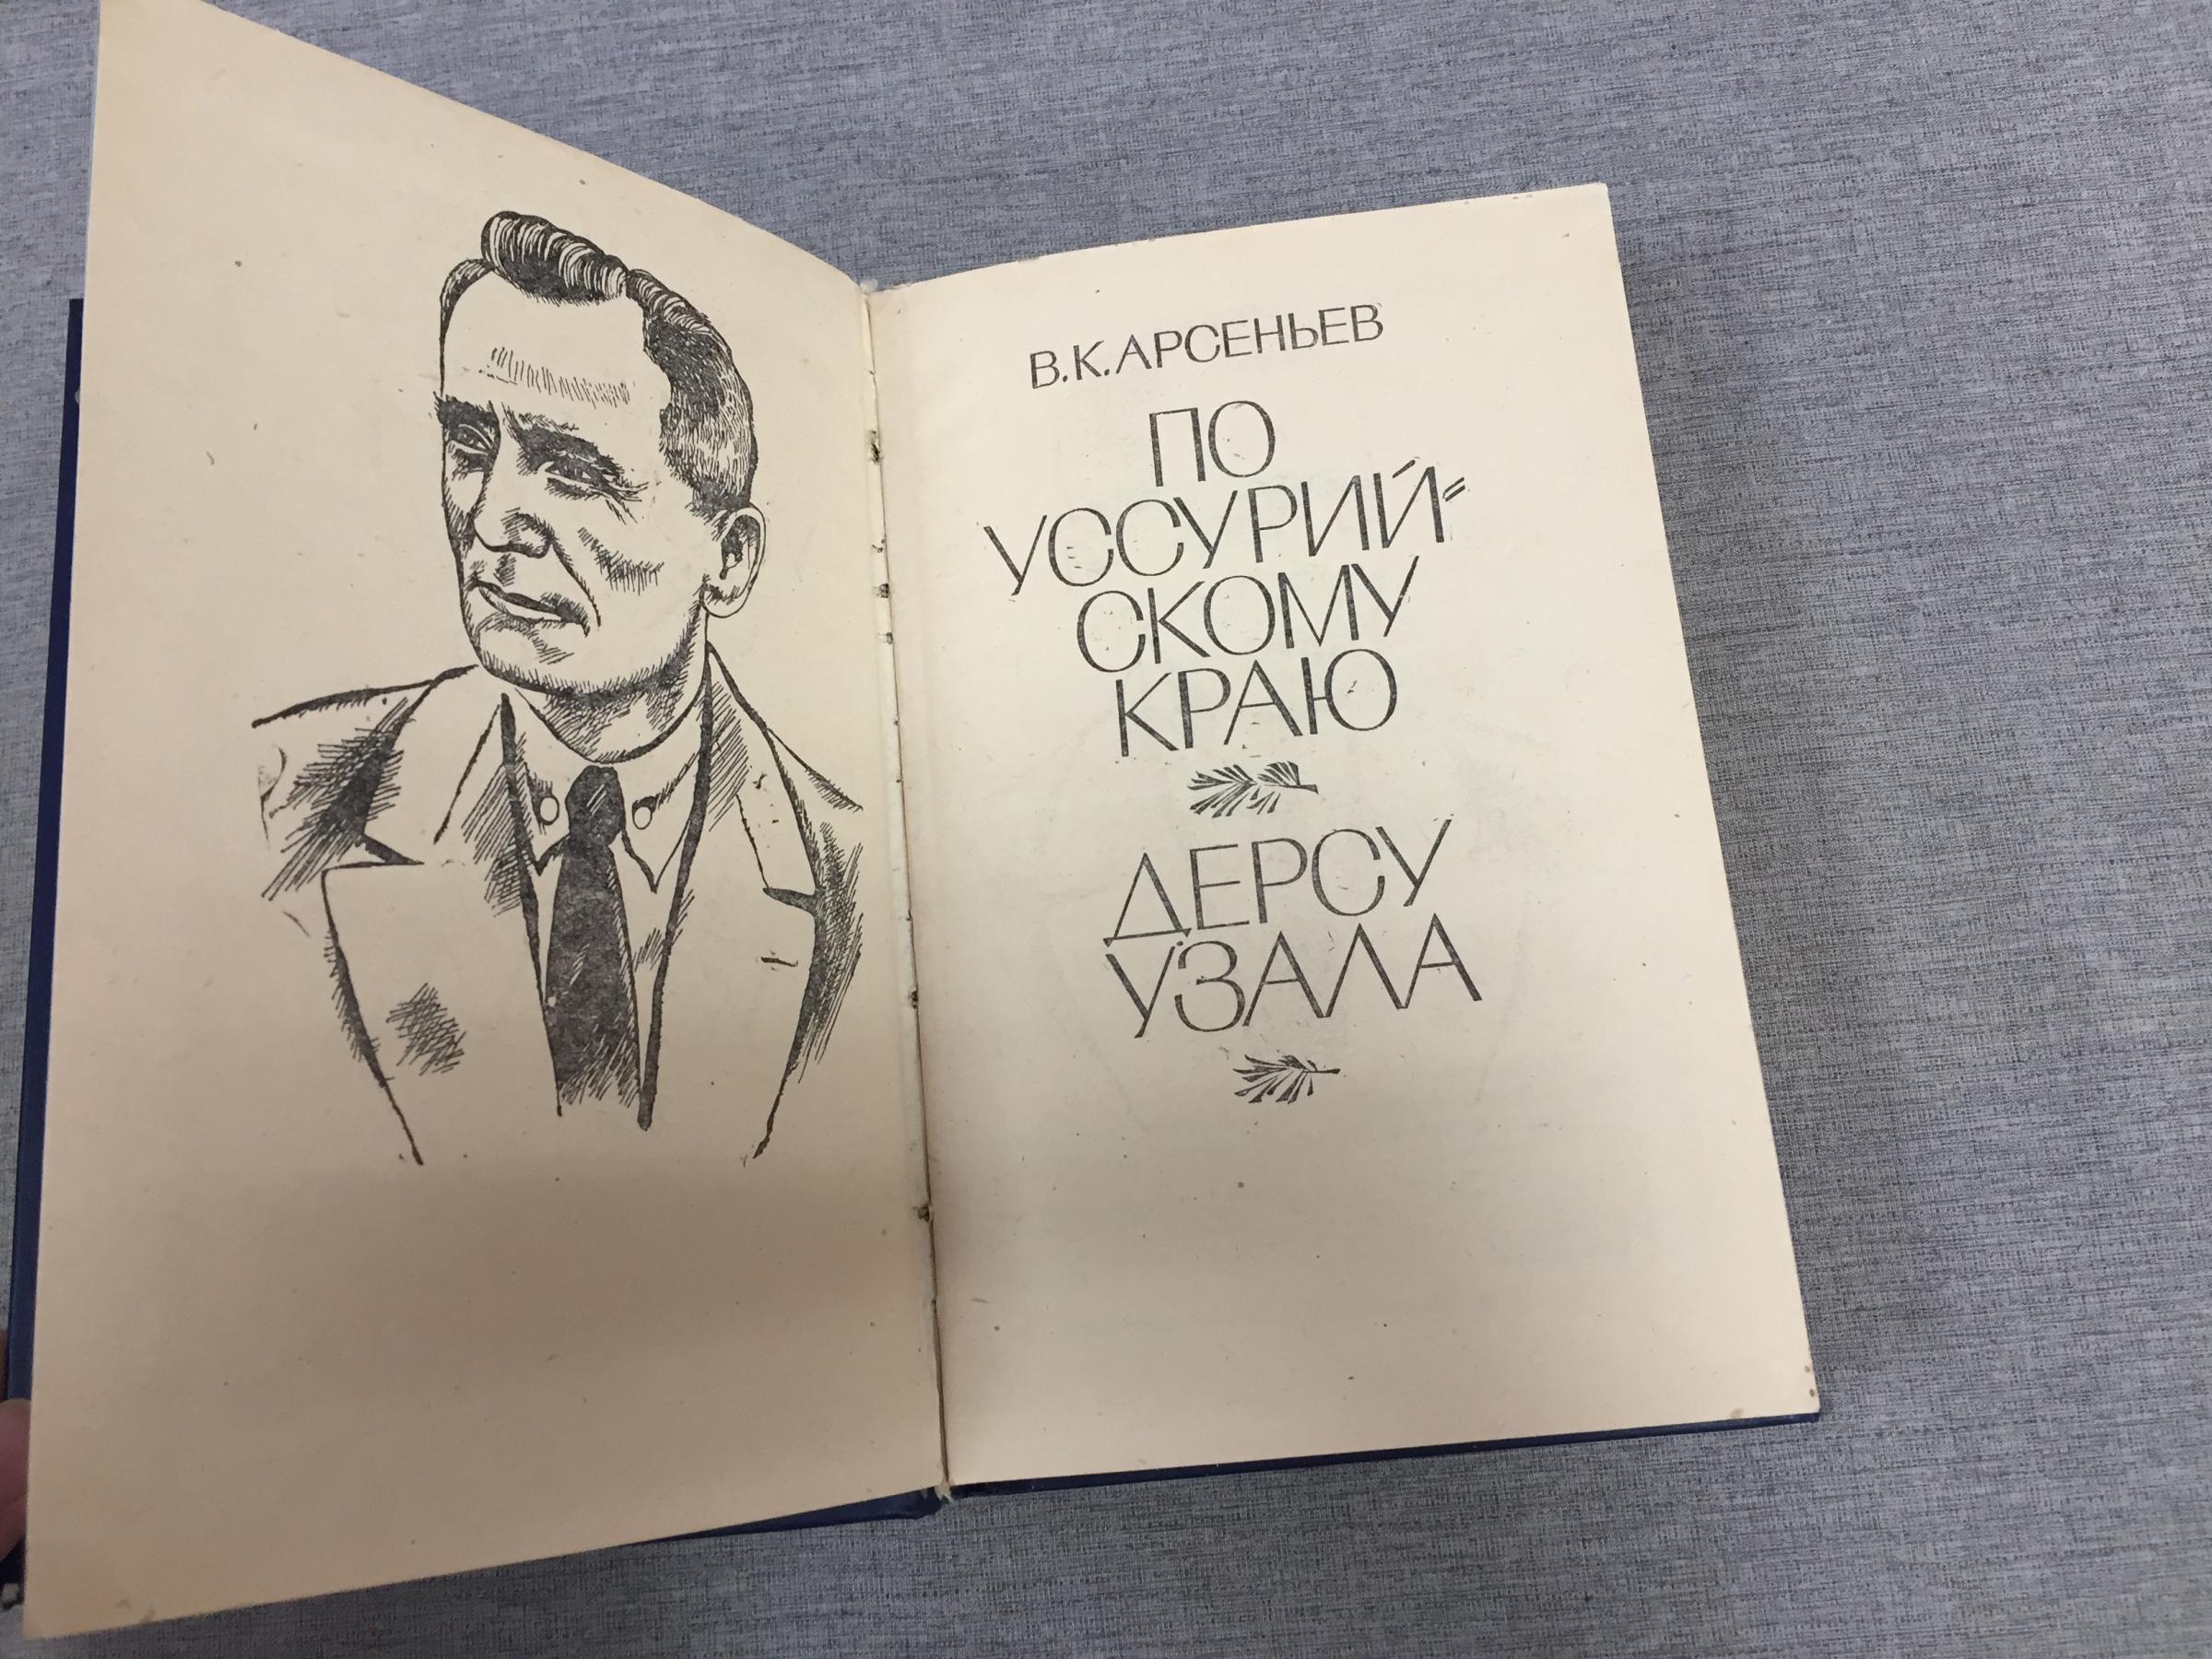 В.К.АРСЕНЬЕВ
ПО
УССУРИЙ-
СКОМУ
КРАЮ
ДЕРСУ
УЗАЛА